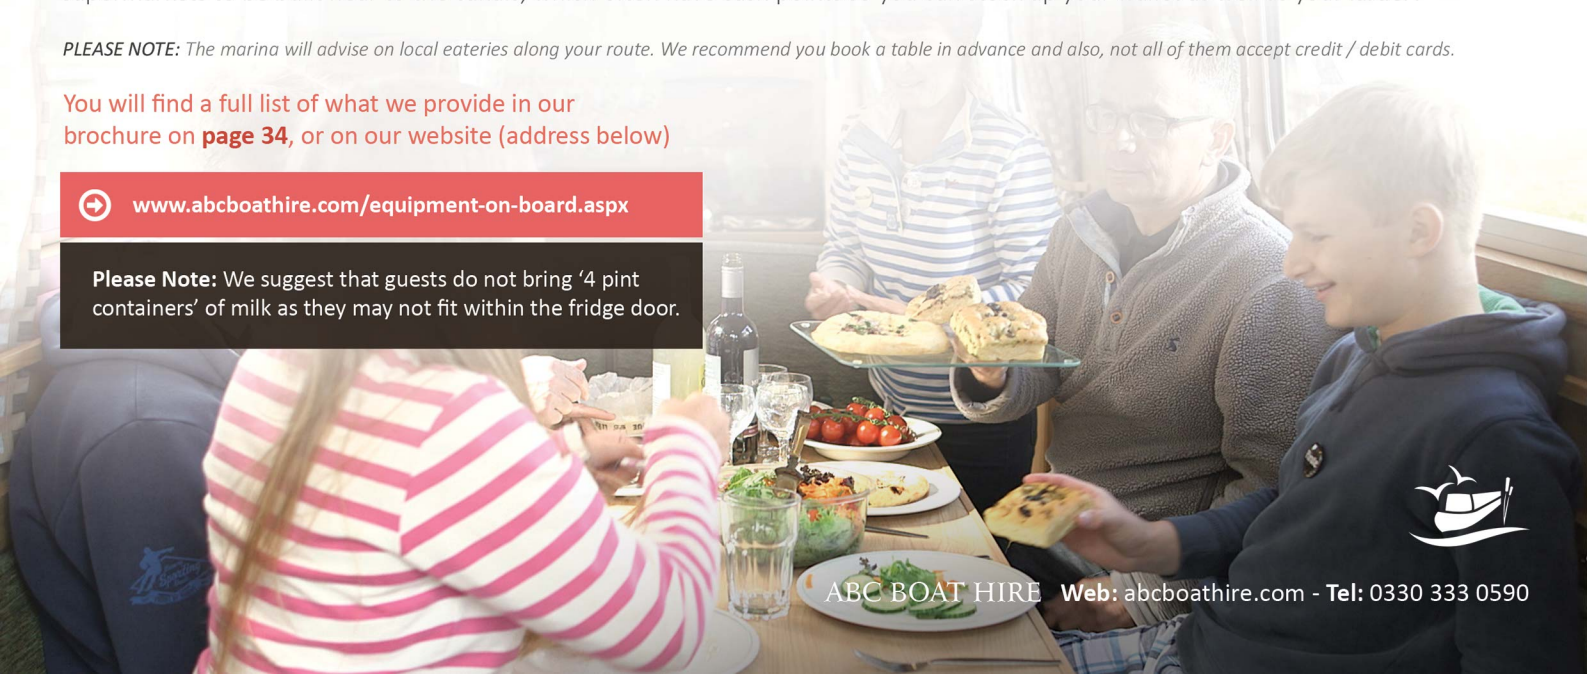 PLEASE NOTE: The marina will advise on local eateries along your route. We recommend you book a table in advance and also, not all of them accept credit / debit cards.
You will find a full list of what we provide in our
brochure on page 34, or on our website (address below)
www.abcboathire.com/equipment-on-board.aspx
Please Note: We suggest that guests do not bring ‘4 pint
containers’ of milk as they may not fit within the fridge door.
ABC BOAT HIRE Web: abcboathire.com - Tel: 0330 333 0590